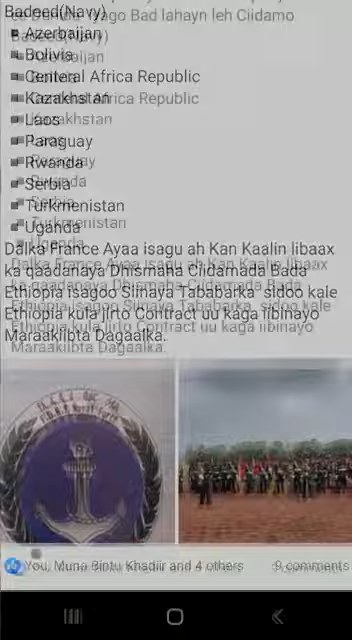 Badeed(Navy)
Azerbaijan
Bolivia
Central Africa Republic
Kazakhstan
Laos
Paraguay
Rwanda
Serbia
Turkmenistan
Uganda
Dalka France Ayaa isagu ah Kan Kaalin libaax
ka qaadanaya Dhismaha Ciidamada Bada
Ethiopia isagoo Siinaya Tababarka sidoo kale
Ethiopia kula jirto Contract uu kaga Iibinayo
Maraakiibta Dagaalka.
You, Muna Bintu Khadiir and 4 others
9 comments